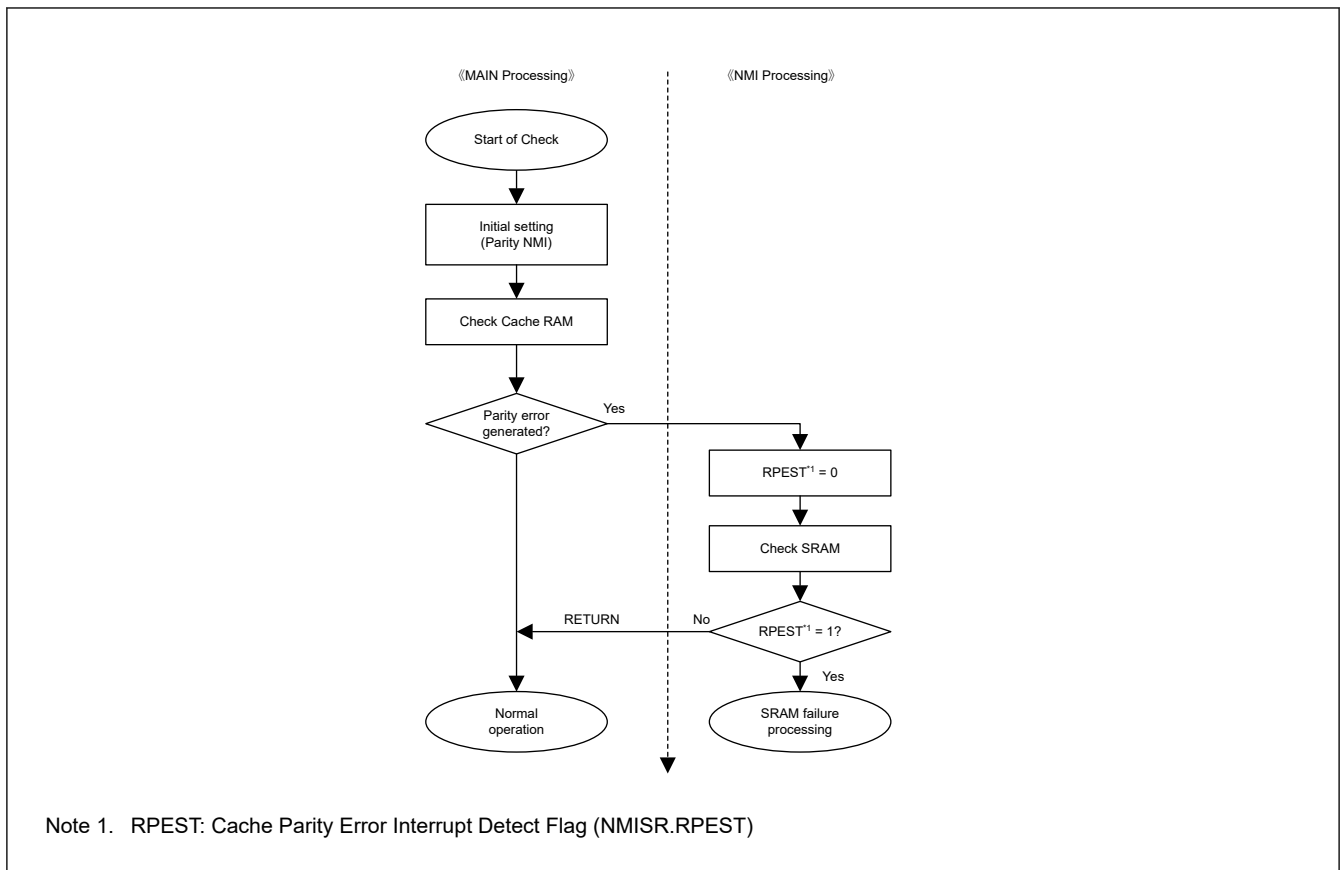 《MAIN Processing》
《NMI Processing》
Start of Check
Initial setting
(Parity NMI)
Check Cache RAM
Parity error
generated?
Yes
RPEST*1 = 0
Check SRAM
RPEST*1 = 1?
No
RETURN
Yes
Normal
operation
SRAM failure
processing
Note 1. RPEST: Cache Parity Error Interrupt Detect Flag (NMISR.RPEST)